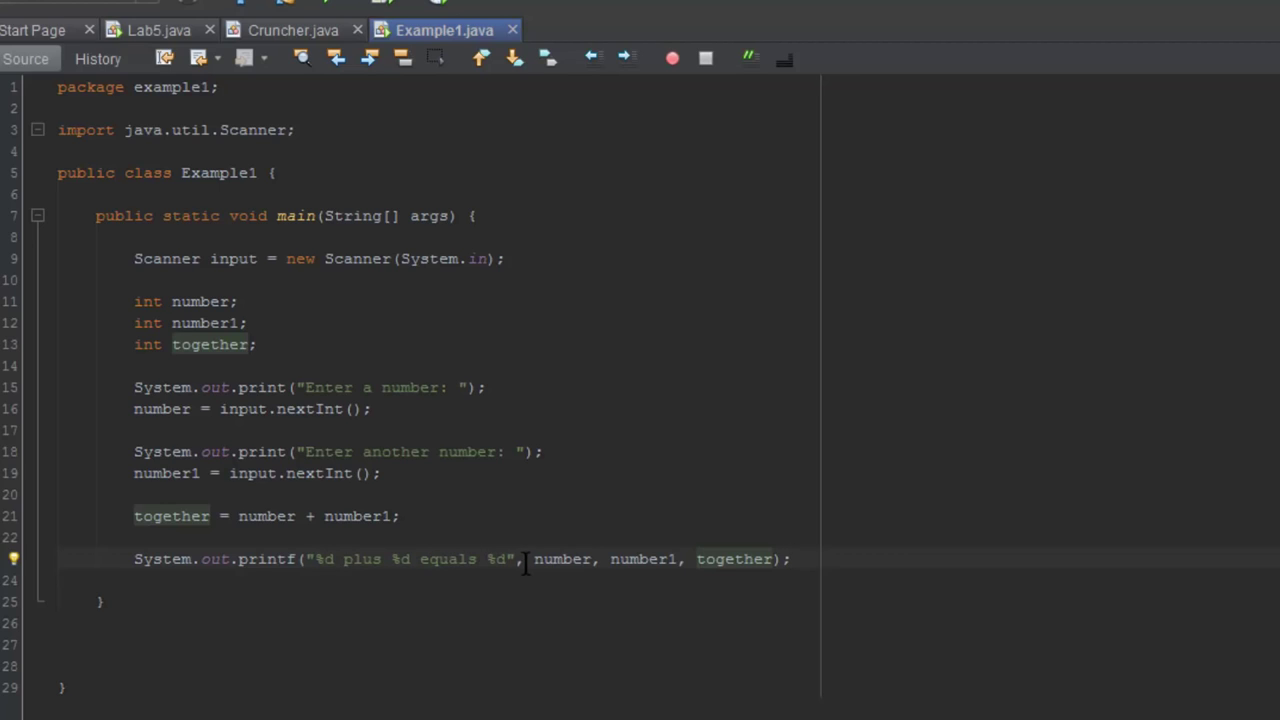 Start Page Lab5.java Cruncher.java Example1.java
Source History
1 package example1;
2
3 import java.util.Scanner;
4
5 public class Example1 {
6
7 public static void main(String[] args) {
8
9 Scanner input = new Scanner(System.in);
10
11 int number;
12 int number1;
13 int together;
14
15 System.out.print("Enter a number: ");
16 number = input.nextInt();
17
18 System.out.print("Enter another number: ");
19 number1 = input.nextInt();
20
21 together = number + number1;
22
System.out.printf("%d plus %d equals %d", number, number1, together);
24
25 }
26
27
28
29 }